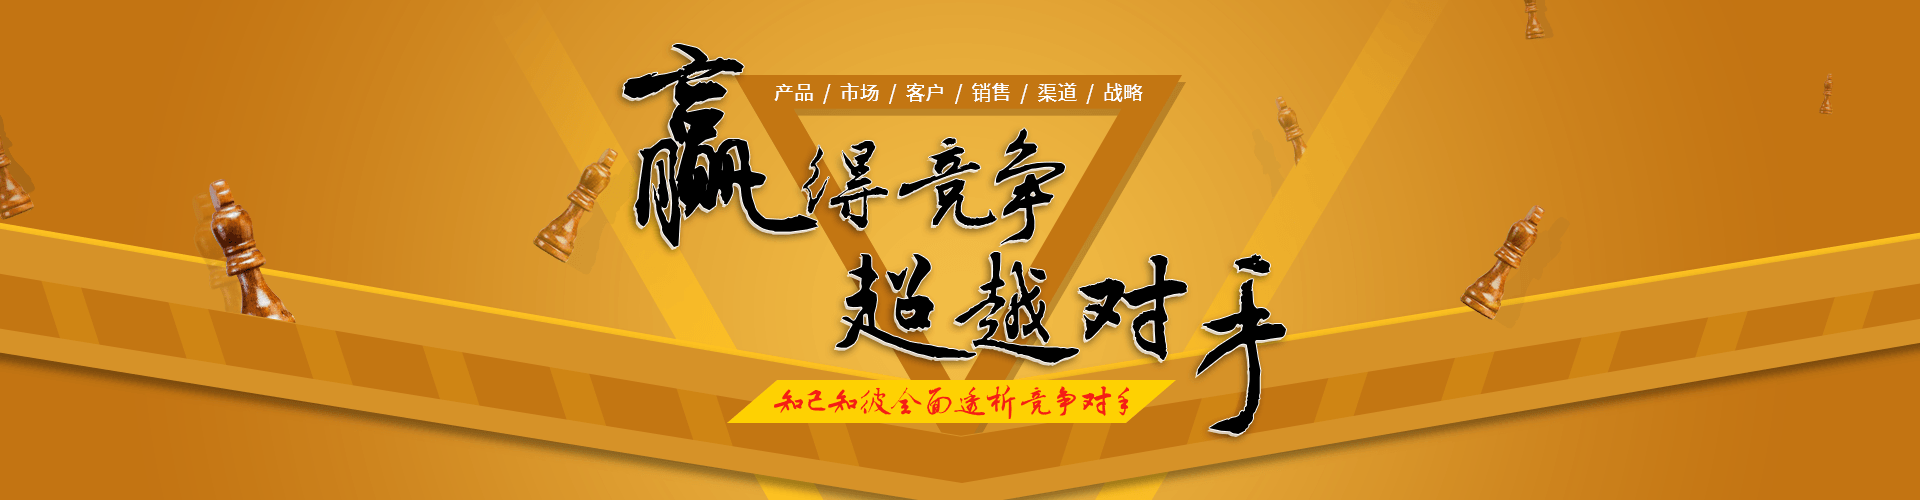 产品 / 市场 / 客户 / 销售 / 渠道 / 战略
赢得竞争
超越对手
知己知彼全面透析竞争对手